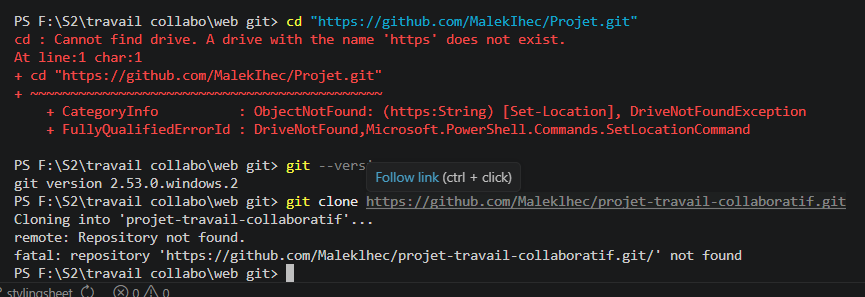 PS F:\S2\travail collabo\web git> cd "https://github.com/MalekIhec/Projet.git"
cd : Cannot find drive. A drive with the name 'https' does not exist.
At line:1 char:1
+ cd "https://github.com/MalekIhec/Projet.git"
+ ~~~~~~~~~~~~~~~~~~~~~~~~~~~~~~~~~~~~~~~~~~~~
+ CategoryInfo          : ObjectNotFound: (https:String) [Set-Location], DriveNotFoundException
+ FullyQualifiedErrorId : DriveNotFound,Microsoft.PowerShell.Commands.SetLocationCommand
PS F:\S2\travail collabo\web git> git --versi
Follow link (ctrl + click)
git version 2.53.0.windows.2
PS F:\S2\travail collabo\web git> git clone https://github.com/Maleklhec/projet-travail-collaboratif.git
Cloning into 'projet-travail-collaboratif'...
remote: Repository not found.
fatal: repository 'https://github.com/Maleklhec/projet-travail-collaboratif.git/' not found
PS F:\S2\travail collabo\web git>
stylingsheet 0 0